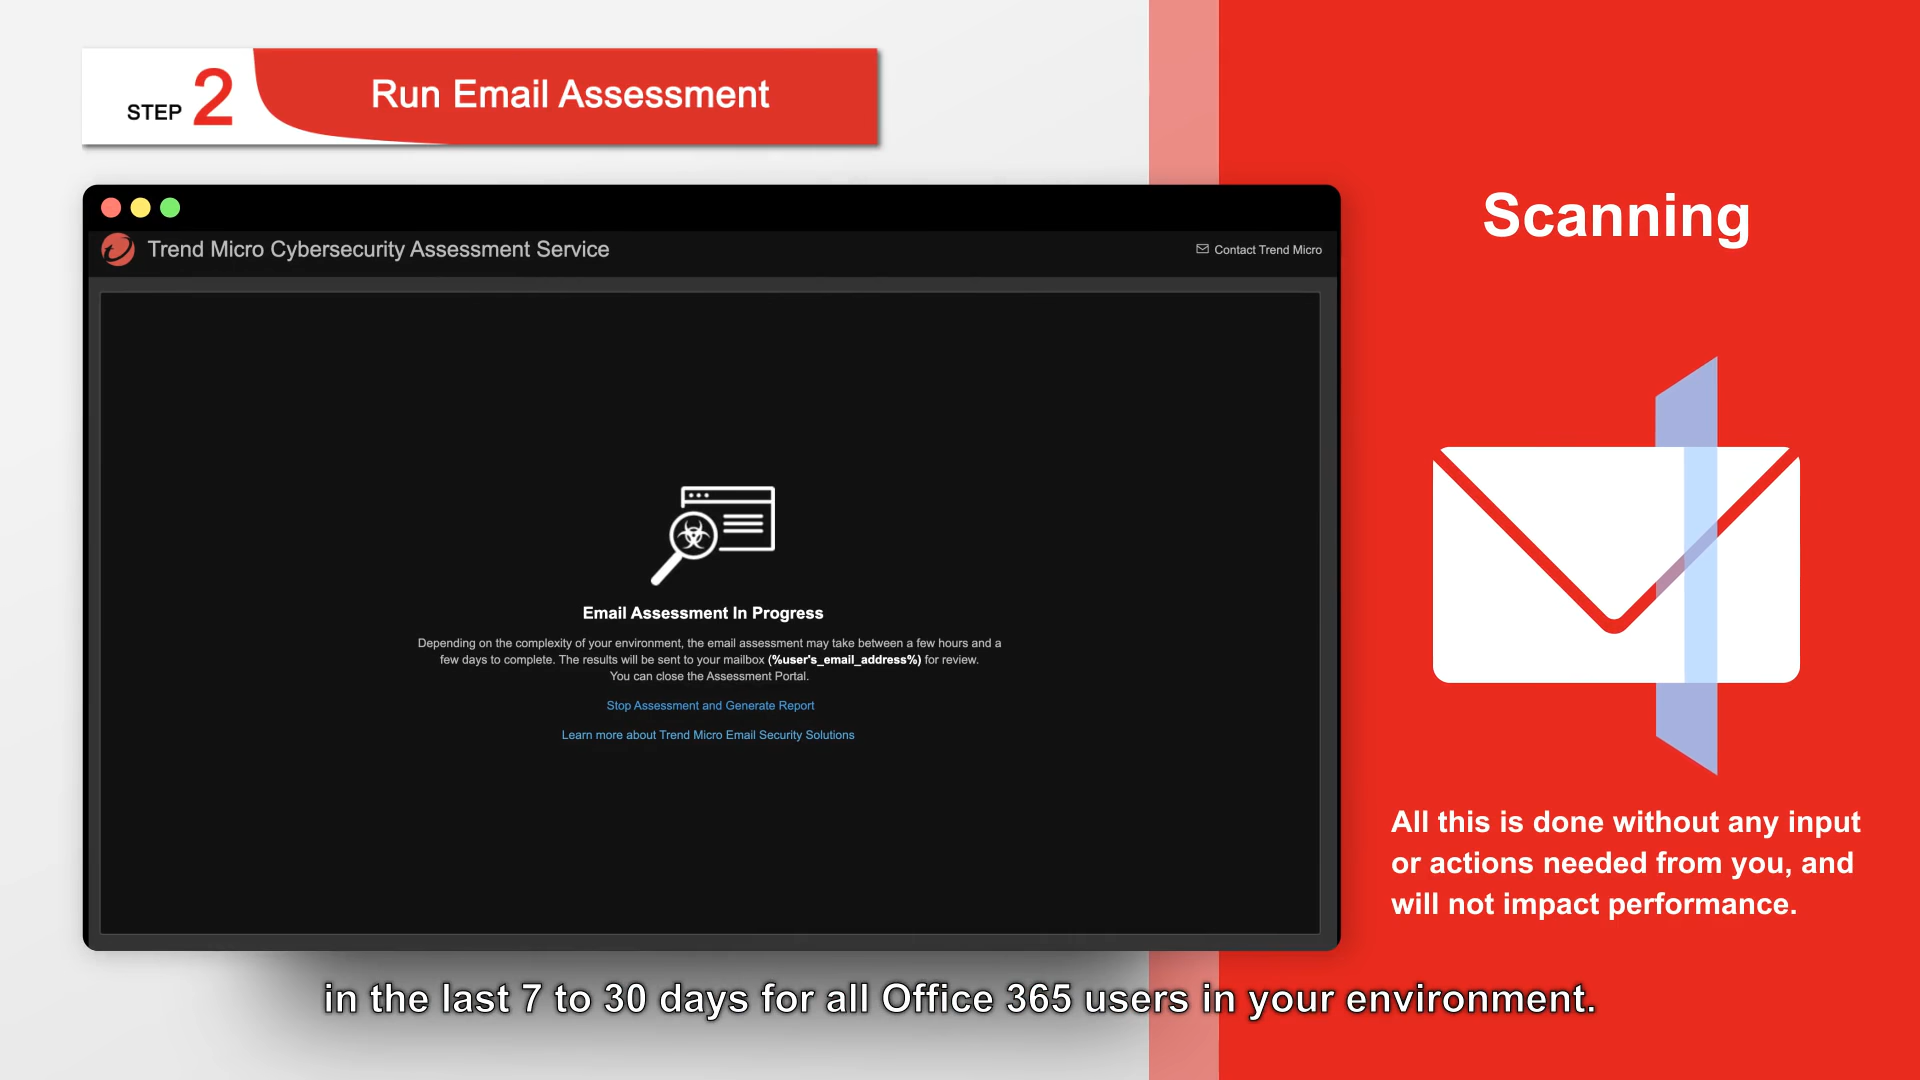 STEP 2
Run Email Assessment
Trend Micro Cybersecurity Assessment Service
Contact Trend Micro
Email Assessment In Progress
Depending on the complexity of your environment, the email assessment may take between a few hours and a
few days to complete. The results will be sent to your mailbox (%user's_email_address%) for review.
You can close the Assessment Portal.
Stop Assessment and Generate Report
Learn more about Trend Micro Email Security Solutions
Scanning
All this is done without any input
or actions needed from you, and
will not impact performance.
in the last 7 to 30 days for all Office 365 users in your environment.